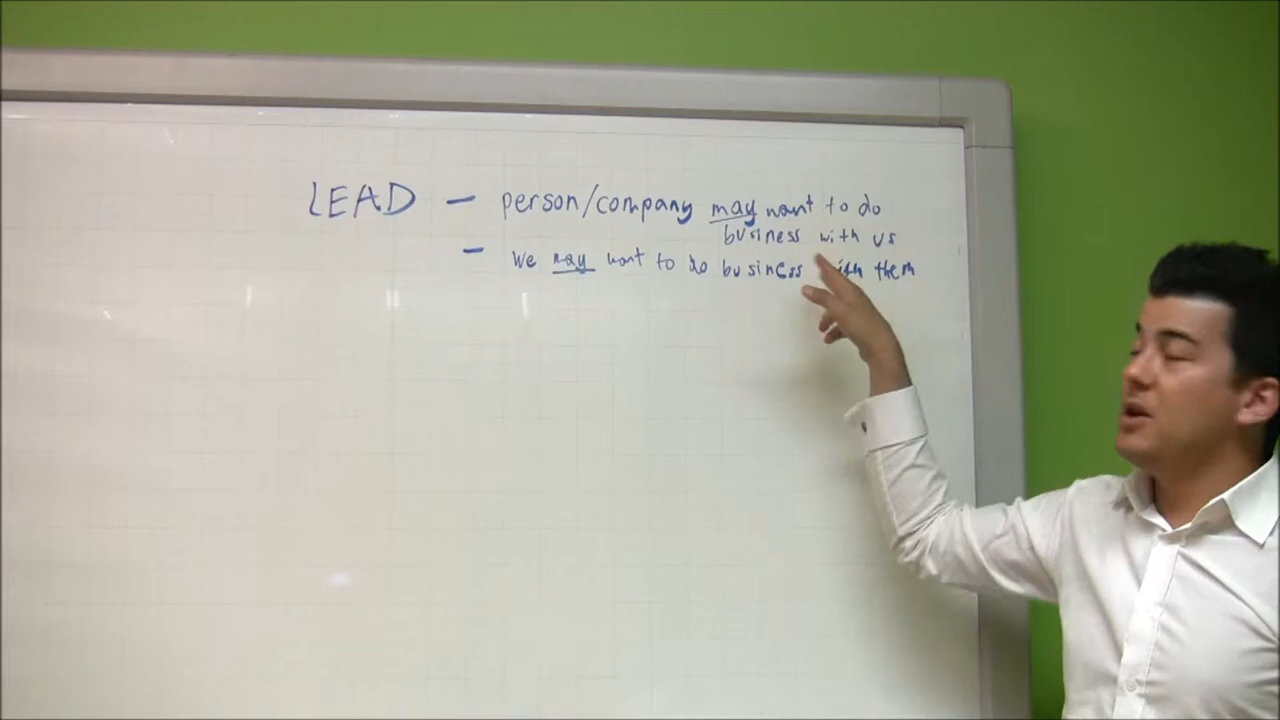 LEAD - person/company may want to do
business with us
- we may want to do business with them